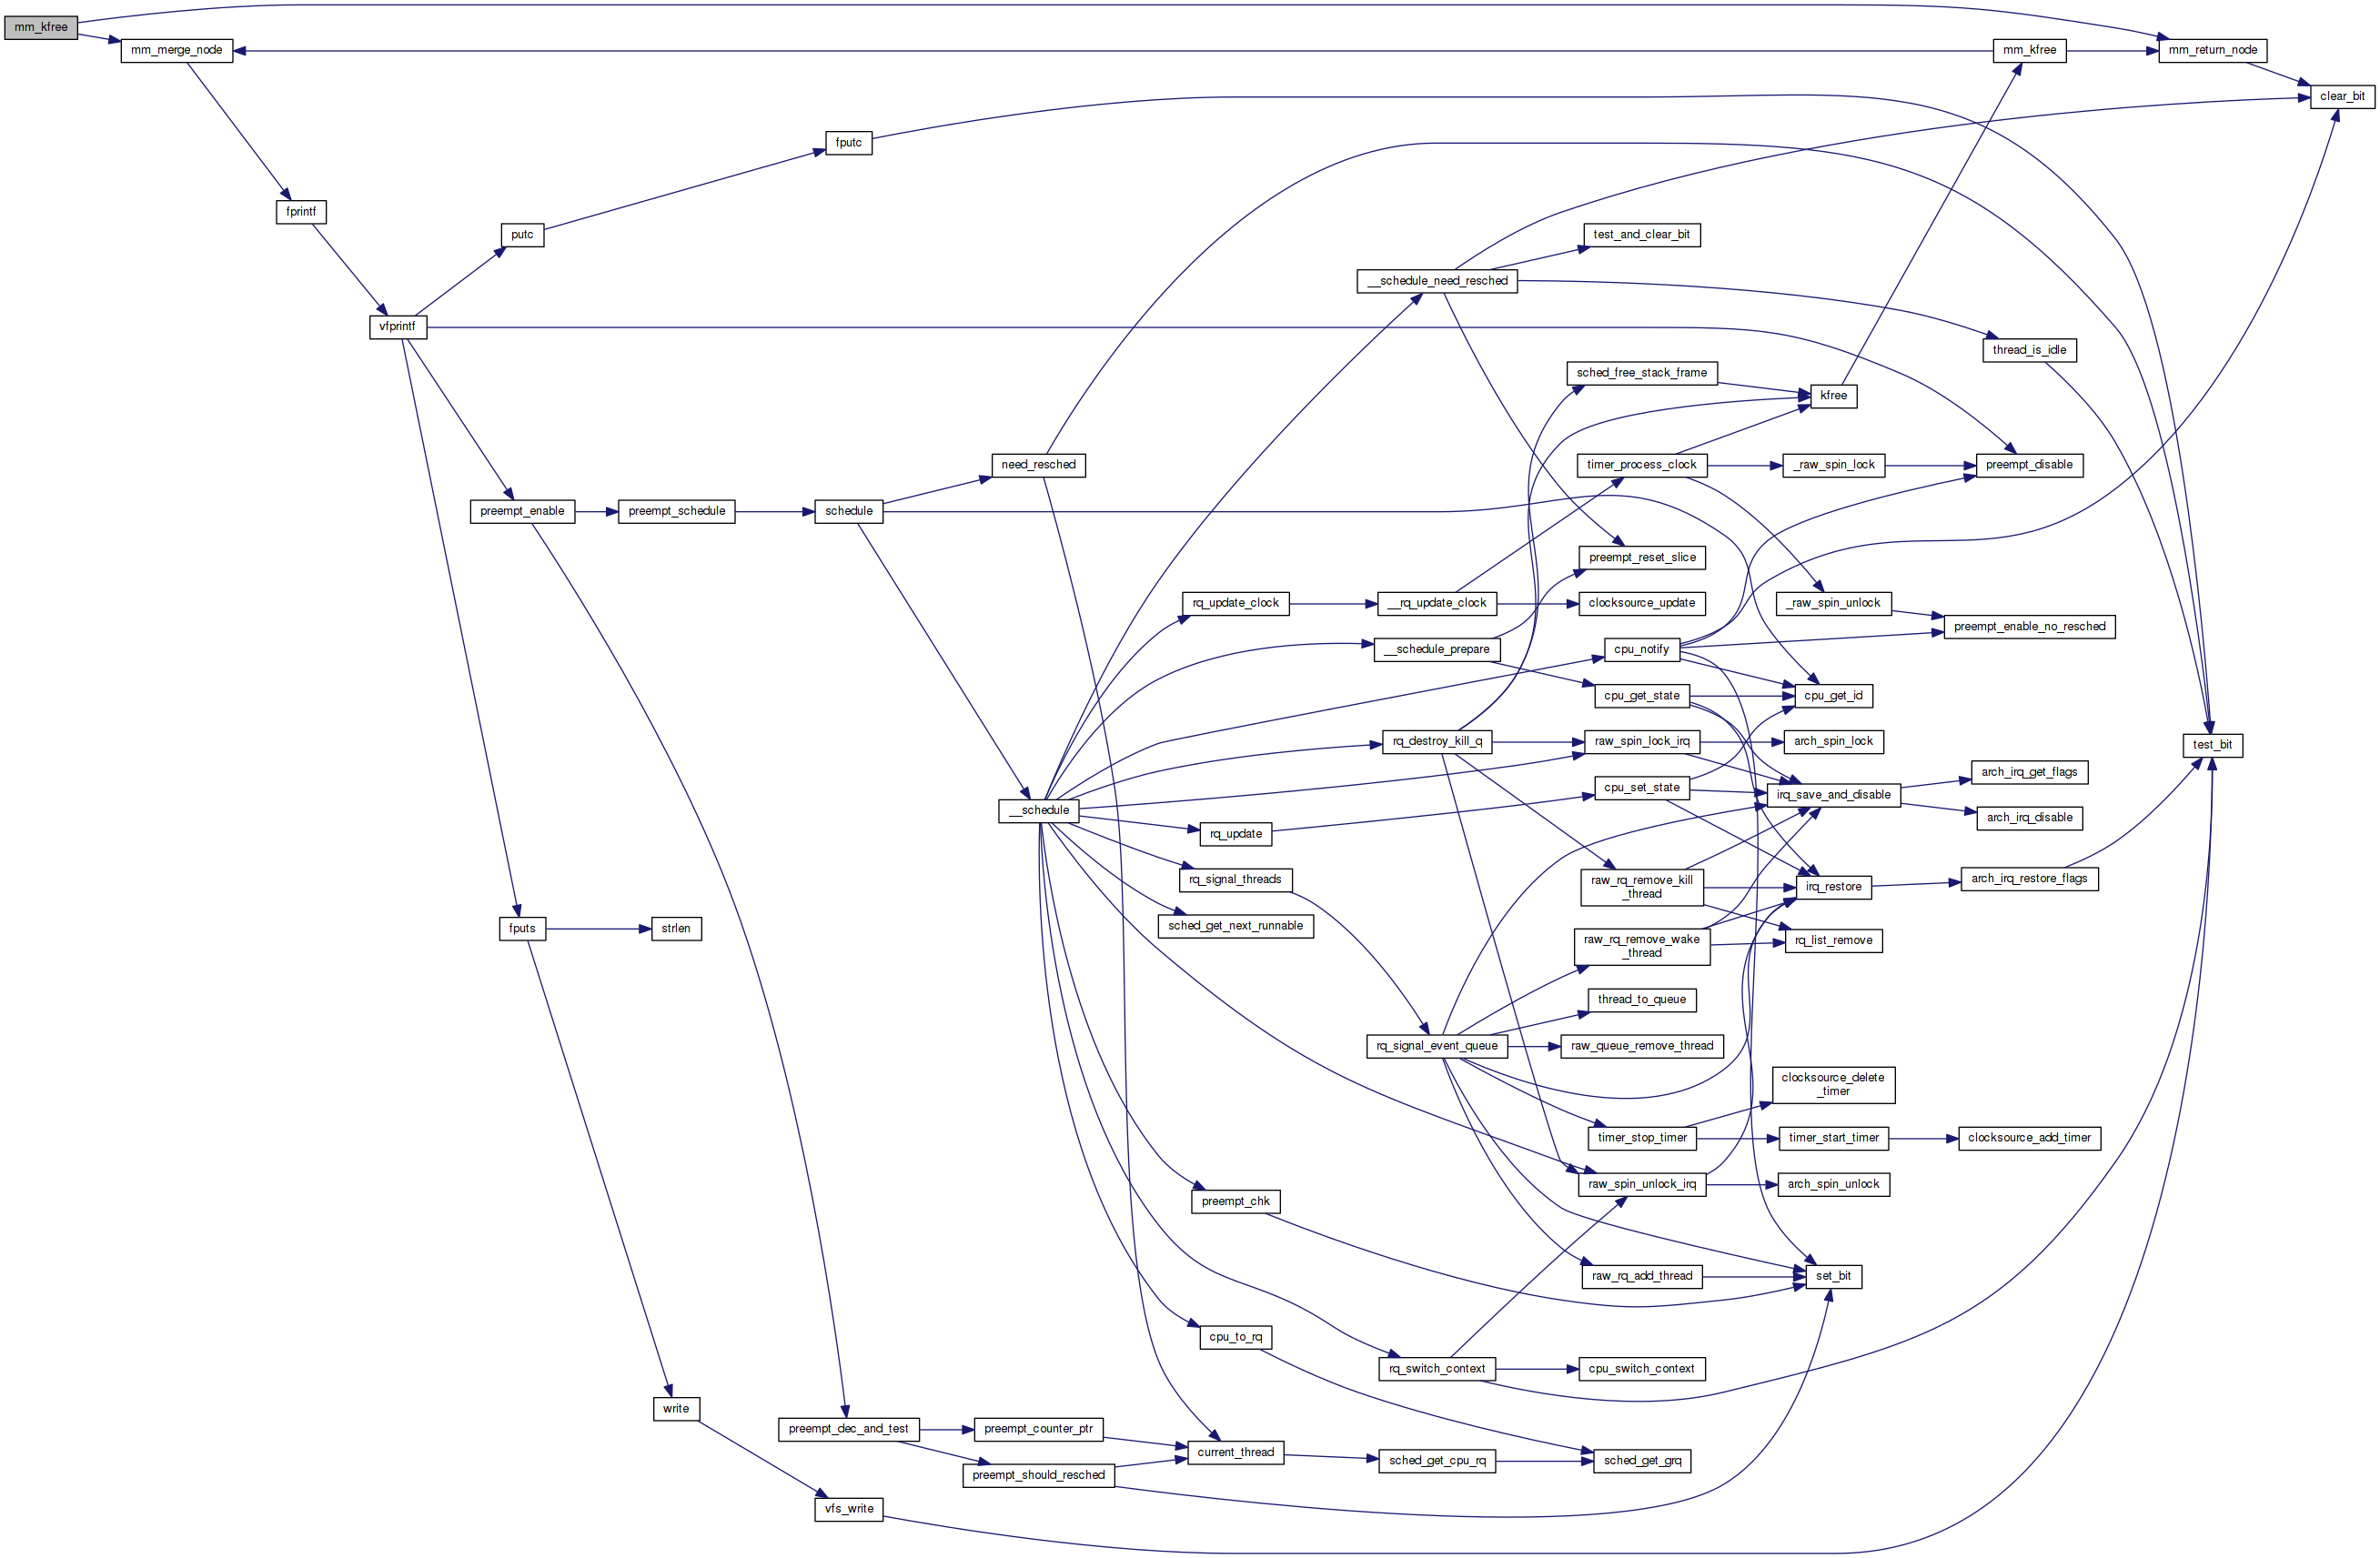 mm_kfree
mm_merge_node
mm_kfree
mm_return_node
clear_bit
fputc
fprintf
putc
test_and_clear_bit
__schedule_need_resched
vfprintf
thread_is_idle
sched_free_stack_frame
kfree
need_resched
timer_process_clock
_raw_spin_lock
preempt_disable
preempt_enable
preempt_schedule
schedule
preempt_reset_slice
rq_update_clock
__rq_update_clock
clocksource_update
_raw_spin_unlock
preempt_enable_no_resched
__schedule_prepare
cpu_notify
cpu_get_state
cpu_get_id
rq_destroy_kill_q
raw_spin_lock_irq
arch_spin_lock
test_bit
arch_irq_get_flags
cpu_set_state
irq_save_and_disable
__schedule
arch_irq_disable
rq_update
rq_signal_threads
raw_rq_remove_kill
_thread
irq_restore
arch_irq_restore_flags
fputs
strlen
sched_get_next_runnable
raw_rq_remove_wake
_thread
rq_list_remove
thread_to_queue
rq_signal_event_queue
raw_queue_remove_thread
clocksource_delete
_timer
timer_stop_timer
timer_start_timer
clocksource_add_timer
raw_spin_unlock_irq
arch_spin_unlock
preempt_chk
raw_rq_add_thread
set_bit
cpu_to_rq
rq_switch_context
cpu_switch_context
write
preempt_dec_and_test
preempt_counter_ptr
current_thread
sched_get_cpu_rq
sched_get_grq
preempt_should_resched
vfs_write